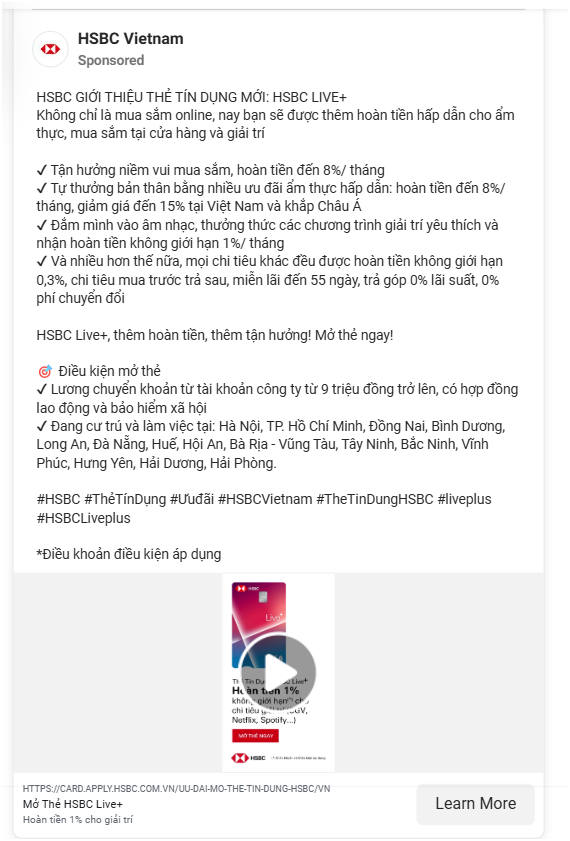 HSBC Vietnam
Sponsored
HSBC GIỚI THIỆU THẺ TÍN DỤNG MỚI: HSBC LIVE+
Không chỉ là mua sắm online, nay bạn sẽ được thêm hoàn tiền hấp dẫn cho ẩm
thực, mua sắm tại cửa hàng và giải trí
✓ Tận hưởng niềm vui mua sắm, hoàn tiền đến 8%/ tháng
✓ Tự thưởng bản thân bằng nhiều ưu đãi ẩm thực hấp dẫn: hoàn tiền đến 8%/
tháng, giảm giá đến 15% tại Việt Nam và khắp Châu Á
✓ Đắm mình vào âm nhạc, thưởng thức các chương trình giải trí yêu thích và
nhận hoàn tiền không giới hạn 1%/ tháng
✓ Và nhiều hơn thế nữa, mọi chi tiêu khác đều được hoàn tiền không giới hạn
0,3%, chi tiêu mua trước trả sau, miễn lãi đến 55 ngày, trả góp 0% lãi suất, 0%
phí chuyển đổi
HSBC Live+, thêm hoàn tiền, thêm tận hưởng! Mở thẻ ngay!
🎯 Điều kiện mở thẻ
✓ Lương chuyển khoản từ tài khoản công ty từ 9 triệu đồng trở lên, có hợp đồng
lao động và bảo hiểm xã hội
✓ Đang cư trú và làm việc tại: Hà Nội, TP. Hồ Chí Minh, Đồng Nai, Bình Dương,
Long An, Đà Nẵng, Huế, Hội An, Bà Rịa - Vũng Tàu, Tây Ninh, Bắc Ninh, Vĩnh
Phúc, Hưng Yên, Hải Dương, Hải Phòng.
#HSBC #ThẻTínDụng #Ưuđãi #HSBCVietnam #TheTinDungHSBC #liveplus
#HSBCLiveplus
*Điều khoản điều kiện áp dụng
HSBC
Live+
Thẻ Tín Dụng HSBC Live+
Hoàn tiền 1%
không giới hạn cho
chi tiêu
Netflix, Spotify...)
MỞ THẺ NGAY
HSBC
HTTPS://CARD.APPLY.HSBC.COM.VN/UU-DAI-MO-THE-TIN-DUNG-HSBC/VN
Mở Thẻ HSBC Live+
Hoàn tiền 1% cho giải trí
Learn More